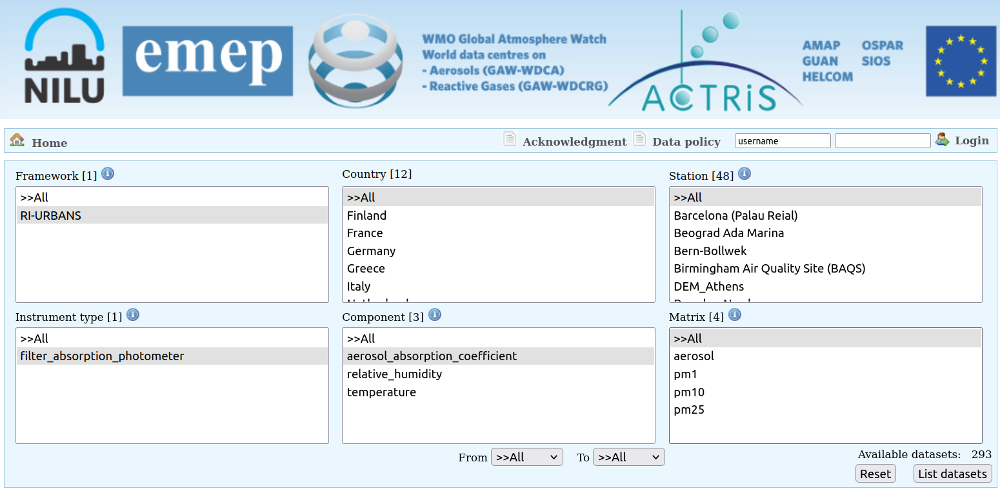 NILU
emep
WMO Global Atmosphere Watch
World data centres on
- Aerosols (GAW-WDCA)
- Reactive Gases (GAW-WDCRG)
ACTRiS
AMAP OSPAR
GUAN SIOS
HELCOM
Home Acknowledgment Data policy username Login
Framework [1]
>>All
RI-URBANS
Country [12]
>>All
Finland
France
Germany
Greece
Italy
Station [48]
>>All
Barcelona (Palau Reial)
Beograd Ada Marina
Bern-Bollwek
Birmingham Air Quality Site (BAQS)
DEM_Athens
Instrument type [1]
>>All
filter_absorption_photometer
Component [3]
>>All
aerosol_absorption_coefficient
relative_humidity
temperature
Matrix [4]
>>All
aerosol
pm1
pm10
pm25
From >>All To >>All
Available datasets: 293
Reset List datasets